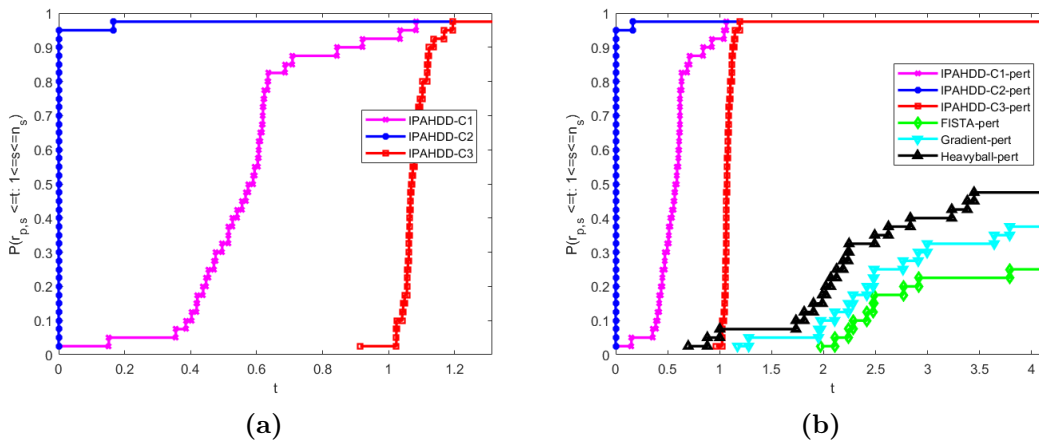 P(r_{p,s} <=t: 1<=s<=n_s)
1
0.9
0.8
0.7
0.6
0.5
0.4
0.3
0.2
0.1
0
0
0.2
0.4
0.6
0.8
1
1.2
t
IPAHDD-C1
IPAHDD-C2
IPAHDD-C3
(a)
P(r_{p,s} <=t: 1<=s<=n_s)
1
0.9
0.8
0.7
0.6
0.5
0.4
0.3
0.2
0.1
0
0
0.5
1
1.5
2
2.5
3
3.5
4
t
IPAHDD-C1-pert
IPAHDD-C2-pert
IPAHDD-C3-pert
FISTA-pert
Gradient-pert
Heavyball-pert
(b)